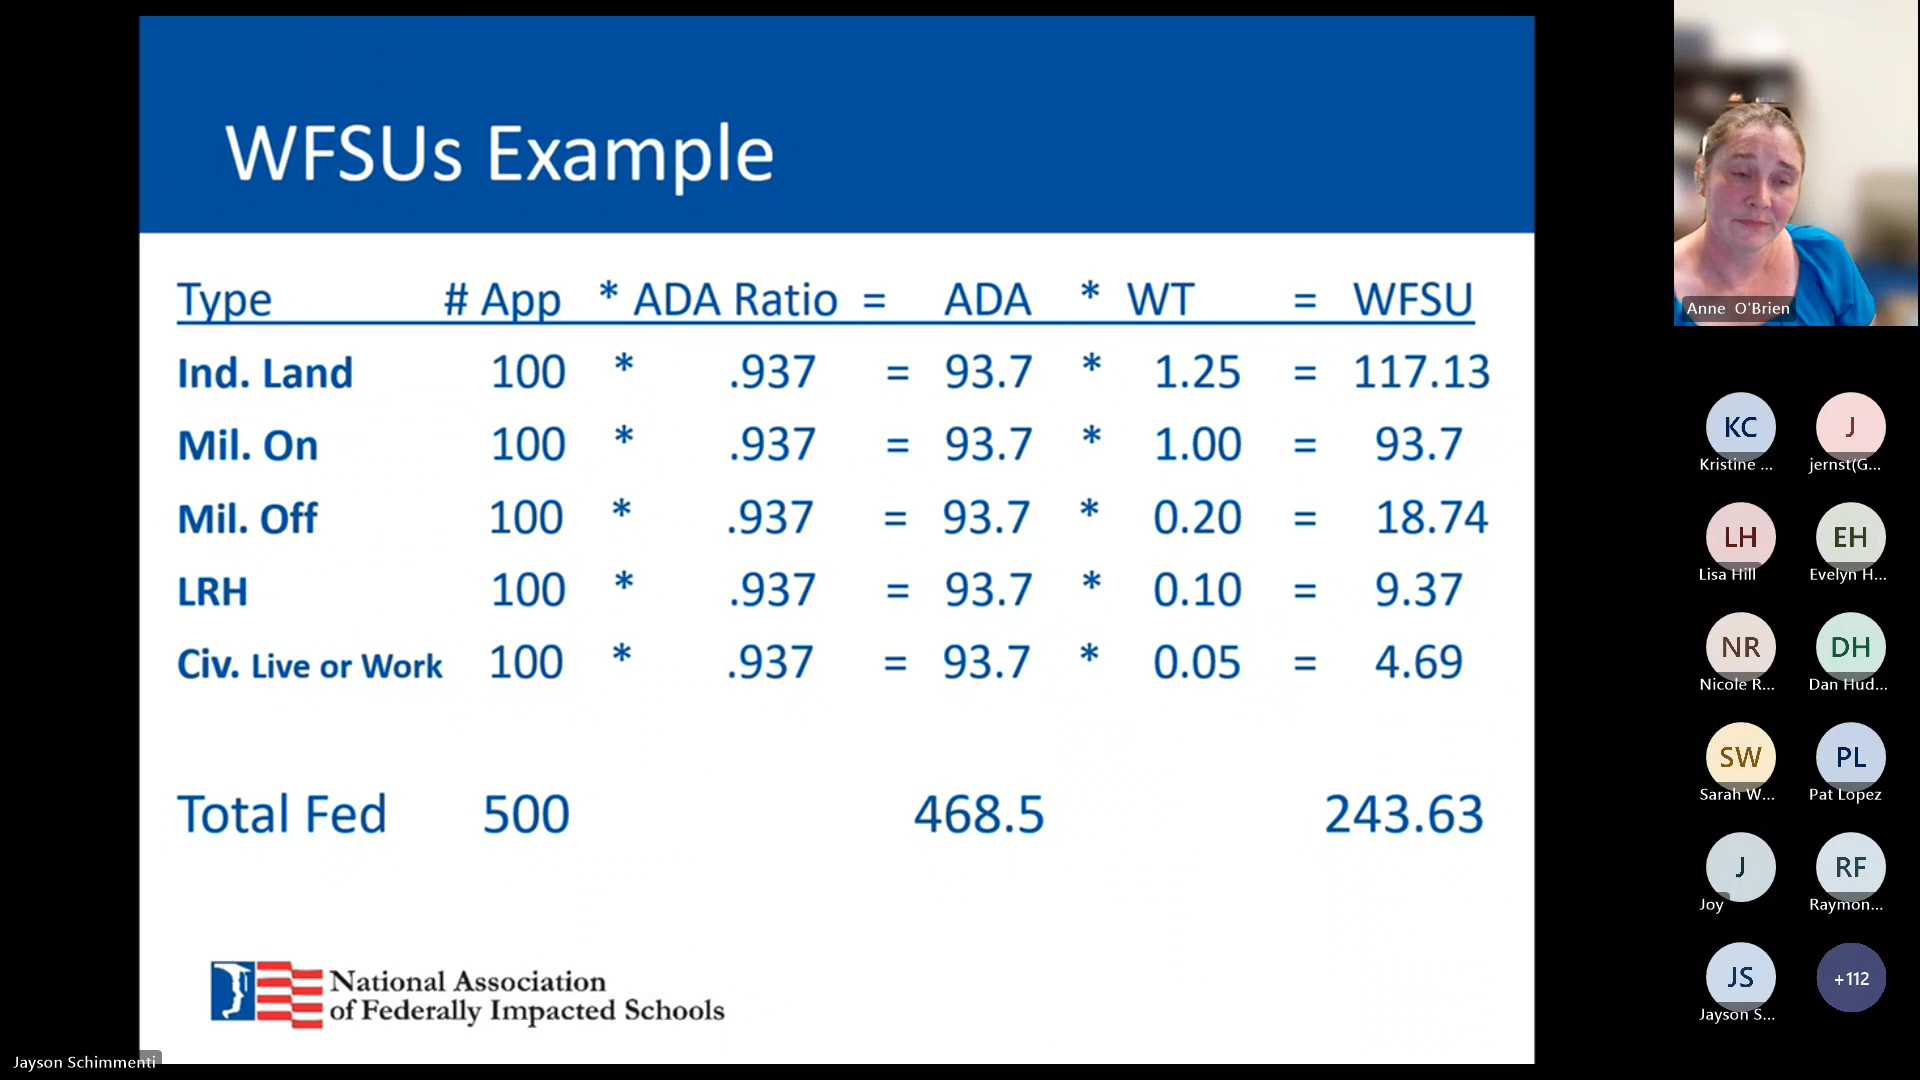 WFSUs Example
Type # App * ADA Ratio = ADA * WT = WFSU
Ind. Land 100 * .937 = 93.7 * 1.25 = 117.13
Mil. On 100 * .937 = 93.7 * 1.00 = 93.7
Mil. Off 100 * .937 = 93.7 * 0.20 = 18.74
LRH 100 * .937 = 93.7 * 0.10 = 9.37
Civ. Live or Work 100 * .937 = 93.7 * 0.05 = 4.69
Total Fed 500 468.5 243.63
National Association
of Federally Impacted Schools
Jayson Schimmenti
Anne O'Brien
KC J
Kristine ... jernst(G...
LH EH
Lisa Hill Evelyn H...
NR DH
Nicole R... Dan Hud...
SW PL
Sarah W... Pat Lopez
J RF
Joy Raymon...
JS +112
Jayson S...